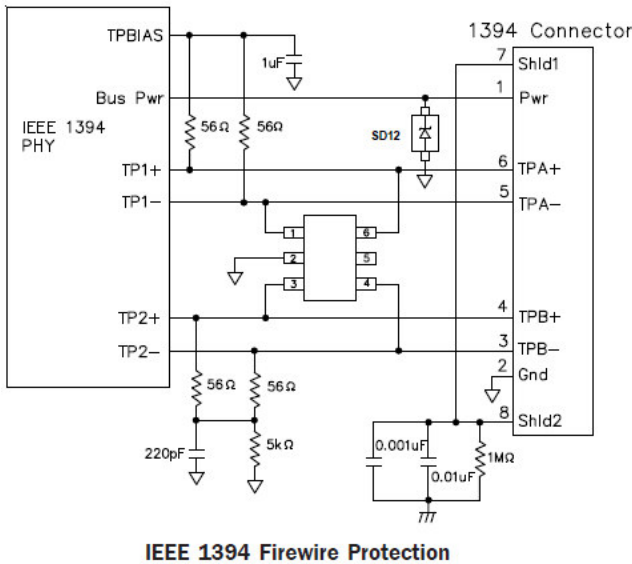 1394 Connector
TPBIAS
7
Shld1
1uF
Bus Pwr
1
Pwr
IEEE 1394
PHY
56Ω
56Ω
SD12
TP1+
6
TPA+
TP1-
5
TPA-
1
6
2
5
3
4
TP2+
4
TPB+
TP2-
3
TPB-
2
Gnd
56Ω
56Ω
8
Shld2
220pF
5kΩ
0.001uF
0.01uF
1MΩ
IEEE 1394 Firewire Protection